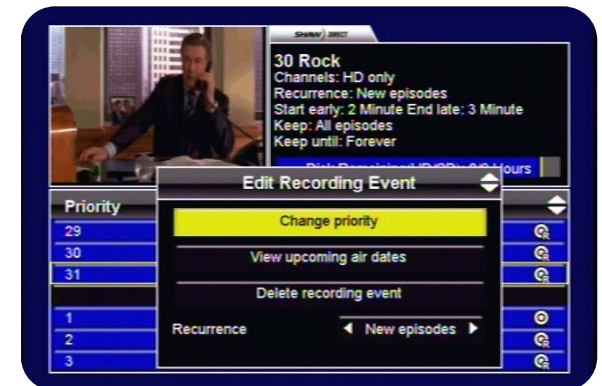 SHAW) DIRECT
30 Rock
Channels: HD only
Recurrence: New episodes
Start early: 2 Minute End late: 3 Minute
Keep: All episodes
Keep until: Forever
Edit Recording Event
Priority
Change priority
29
30
View upcoming air dates
31
Delete recording event
1
Recurrence
New episodes
2
3